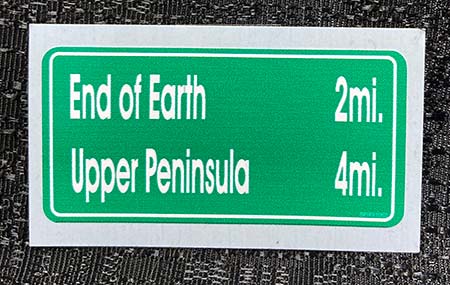 End of Earth 2mi.
Upper Peninsula 4mi.